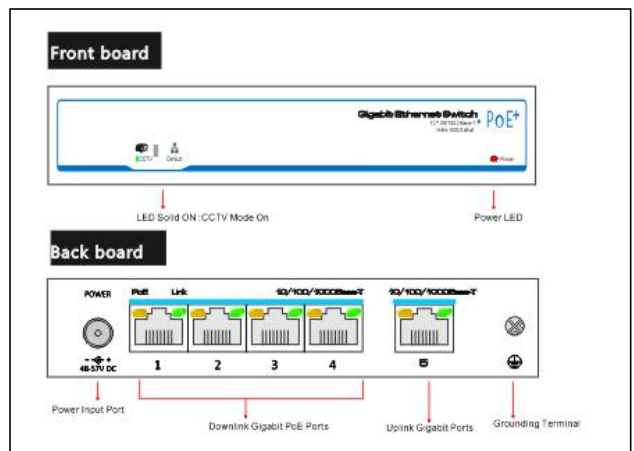 Front board
Gigabit Ethernet Switch
PoE+
CCTV Default
Power
LED Solid ON :CCTV Mode On
Power LED
Back board
POWER
PoE Link
10/100/1000Base-T
10/100/1000Base-T
48-57V DC
1 2 3 4 5
Power Input Port
Downlink Gigabit PoE Ports
Uplink Gigabit Ports
Grounding Terminal